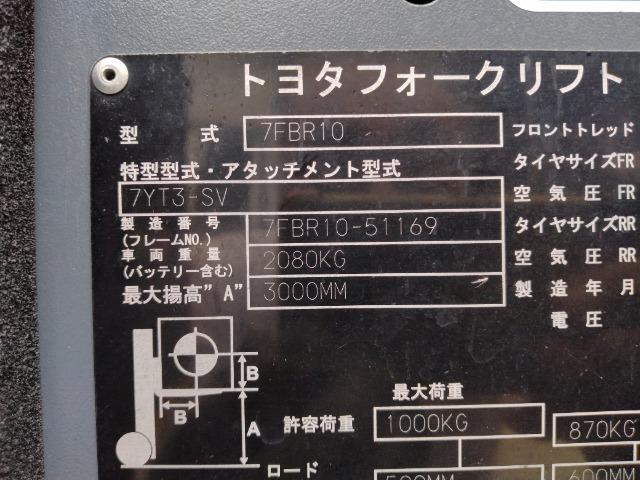 トヨタフォークリフト
型 式 7FBR10 フロントトレッド
特型型式・アタッチメント型式 タイヤサイズFR
7YT3-SV 空気圧 FR
製造番号 (フレームNO.) 7FBR10-51169 タイヤサイズRR
車両重量 (バッテリー含む) 2080KG 空気圧 RR
最大揚高"A" 3000MM 製造年月
電圧
B
B
A
最大荷重
許容荷重 1000KG 870KG
ロード
500MM 600MM